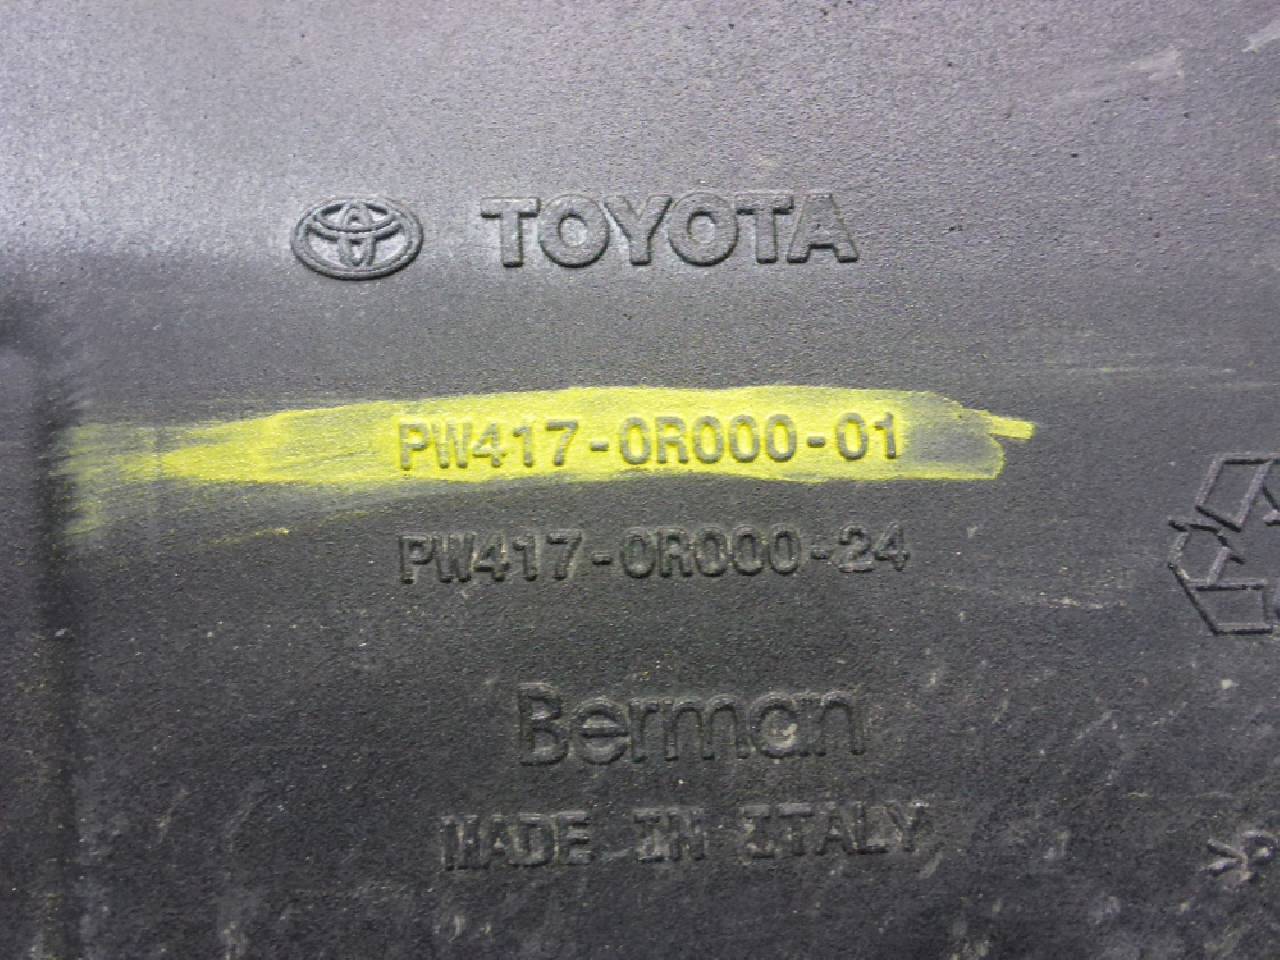 TOYOTA
PW417-0R000-01
PW417-0R000-24
Berman
MADE IN ITALY